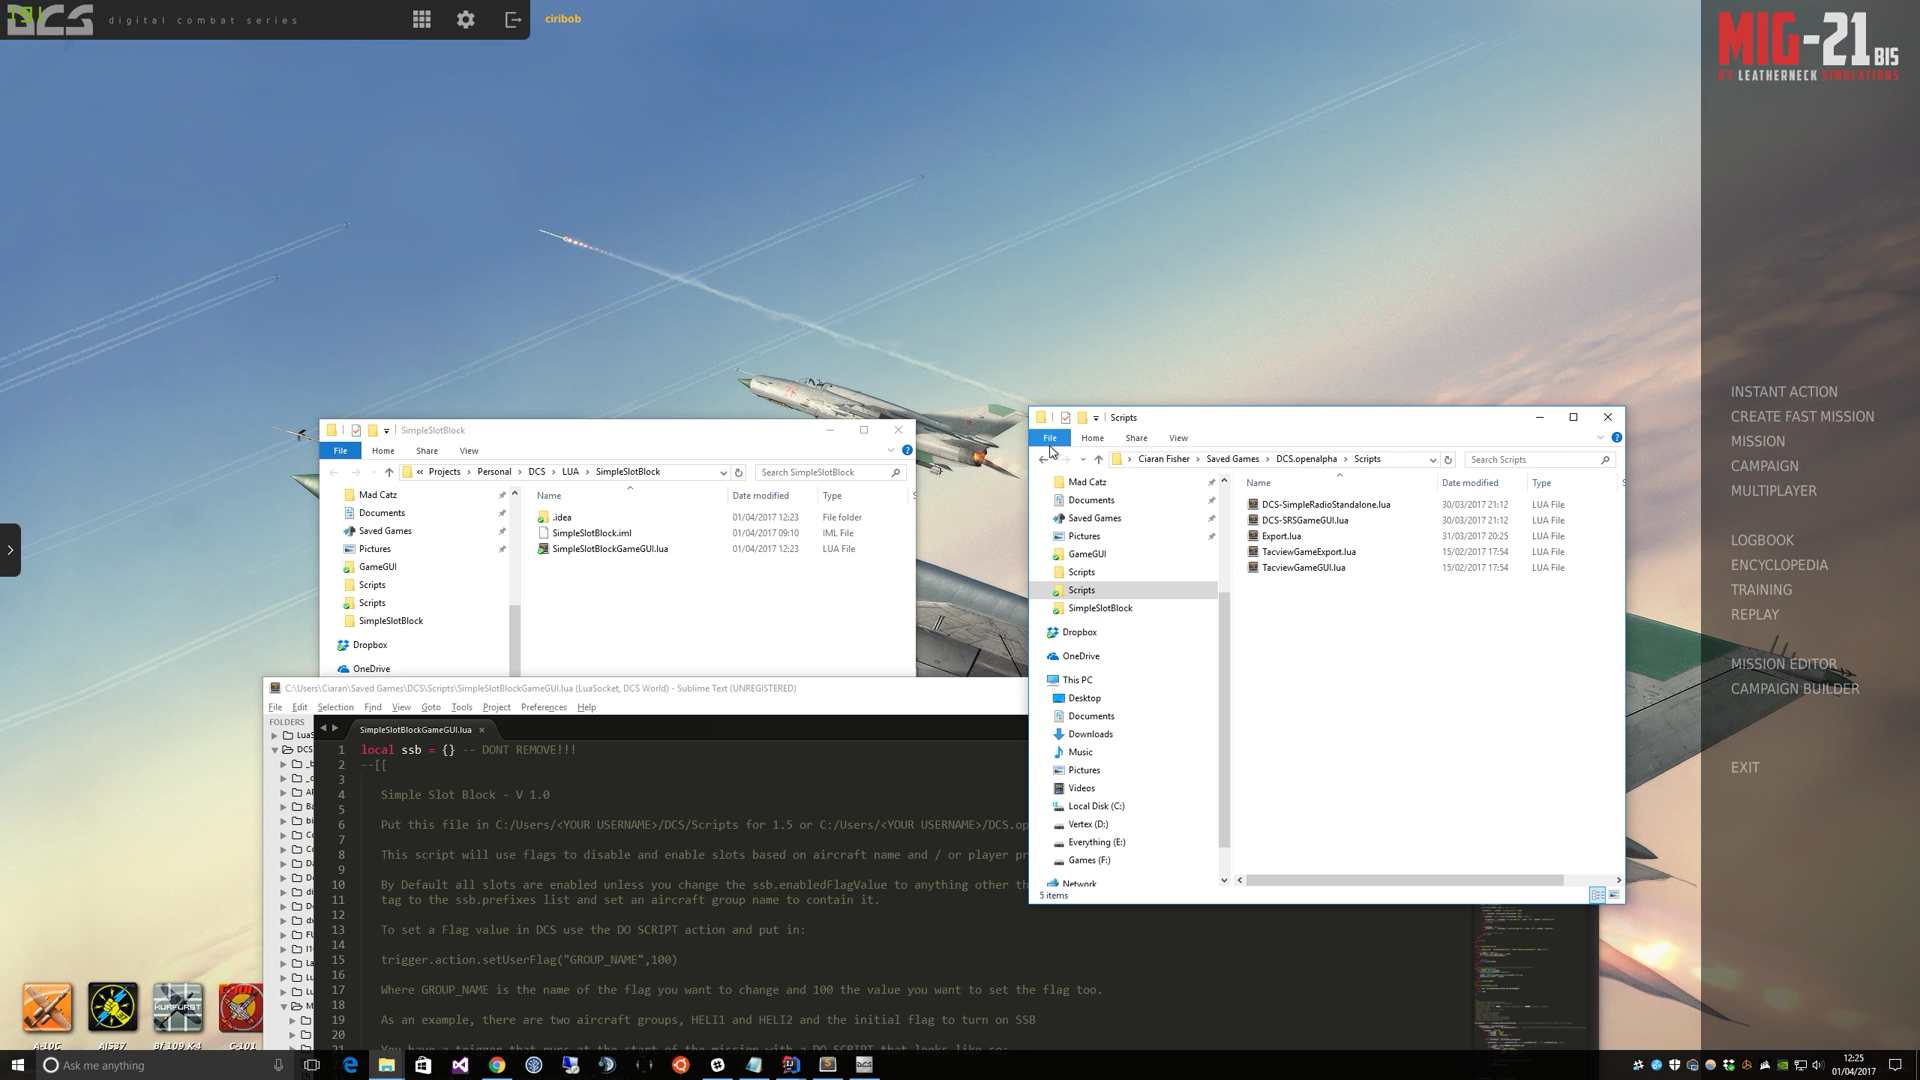 DCS digital combat series
ciribob
MIG-21 BIS
BY LEATHERNECK SIMULATIONS
INSTANT ACTION
CREATE FAST MISSION
MISSION
CAMPAIGN
MULTIPLAYER
LOGBOOK
ENCYCLOPEDIA
TRAINING
REPLAY
MISSION EDITOR
CAMPAIGN BUILDER
EXIT
SimpleSlotBlock
File Home Share View
« Projects > Personal > DCS > LUA > SimpleSlotBlock
Search SimpleSlotBlock
Mad Catz
Documents
Saved Games
Pictures
GameGUI
Scripts
Scripts
SimpleSlotBlock
Dropbox
OneDrive
Name Date modified Type
.idea 01/04/2017 12:23 File folder
SimpleSlotBlock.iml 01/04/2017 09:10 IML File
SimpleSlotBlockGameGUI.lua 01/04/2017 12:23 LUA File
Scripts
File Home Share View
Ciaran Fisher > Saved Games > DCS.openalpha > Scripts
Search Scripts
Mad Catz
Documents
Saved Games
Pictures
GameGUI
Scripts
Scripts
SimpleSlotBlock
Dropbox
OneDrive
This PC
Desktop
Documents
Downloads
Music
Pictures
Videos
Local Disk (C:)
Vertex (D:)
Everything (E:)
Games (F:)
Network
Name Date modified Type
DCS-SimpleRadioStandalone.lua 30/03/2017 21:12 LUA File
DCS-SRSGameGUI.lua 30/03/2017 21:12 LUA File
Export.lua 31/03/2017 20:25 LUA File
TacviewGameExport.lua 15/02/2017 17:54 LUA File
TacviewGameGUI.lua 15/02/2017 17:54 LUA File
5 items
C:\Users\Ciaran\Saved Games\DCS\Scripts\SimpleSlotBlockGameGUI.lua (LuaSocket, DCS World) - Sublime Text (UNREGISTERED)
File Edit Selection Find View Goto Tools Project Preferences Help
FOLDERS
SimpleSlotBlockGameGUI.lua
1 local ssb = {} -- DONT REMOVE!!!
2 --[[
3
4 Simple Slot Block - V 1.0
5
6 Put this file in C:/Users/<YOUR USERNAME>/DCS/Scripts for 1.5 or C:/Users/<YOUR USERNAME>/DCS.op
7
8 This script will use flags to disable and enable slots based on aircraft name and / or player pr
9
10 By Default all slots are enabled unless you change the ssb.enabledFlagValue to anything other th
11 tag to the ssb.prefixes list and set an aircraft group name to contain it.
12
13 To set a Flag value in DCS use the DO SCRIPT action and put in:
14
15 trigger.action.setUserFlag("GROUP_NAME",100)
16
17 Where GROUP_NAME is the name of the flag you want to change and 100 the value you want to set the flag too.
18
19 As an example, there are two aircraft groups, HELI1 and HELI2 and the initial flag to turn on SSB
20
A-10C
AJS37
Bf 109 K-4
KURFURST
C-101
Ask me anything
12:25
01/04/2017